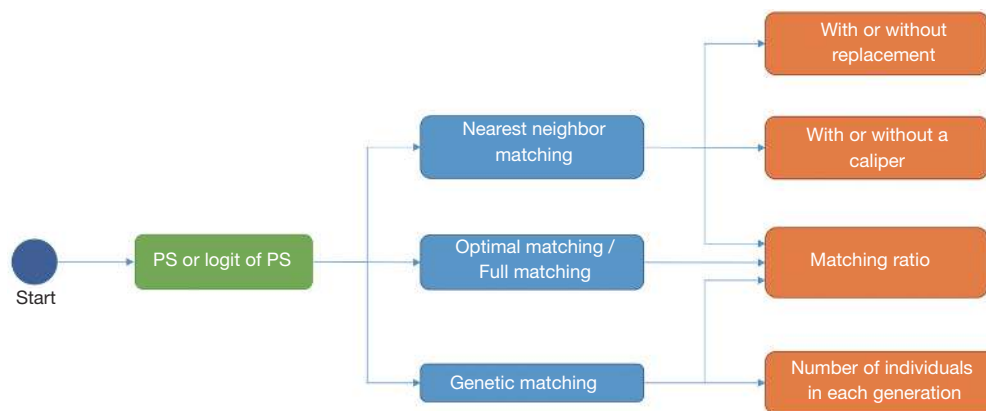 Start
PS or logit of PS
Nearest neighbor
matching
Optimal matching /
Full matching
Genetic matching
With or without
replacement
With or without a
caliper
Matching ratio
Number of individuals
in each generation